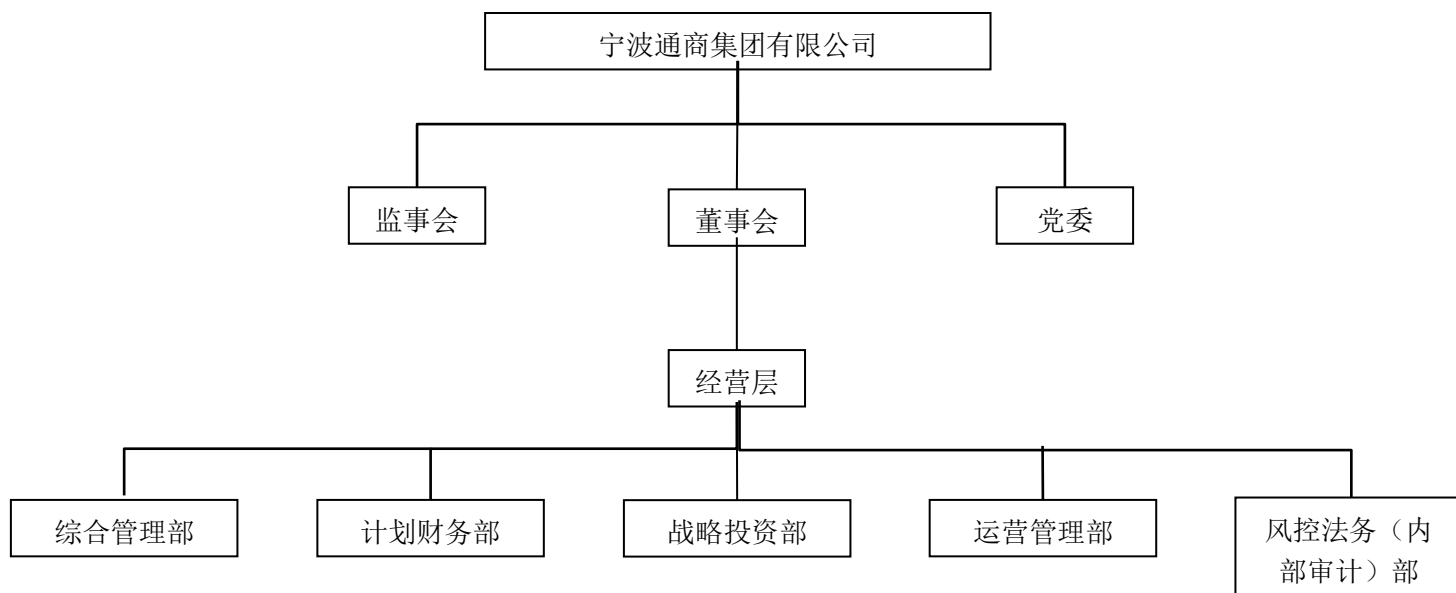 宁波通商集团有限公司
监事会
董事会
党委
经营层
综合管理部
计划财务部
战略投资部
运营管理部
风控法务（内
部审计）部